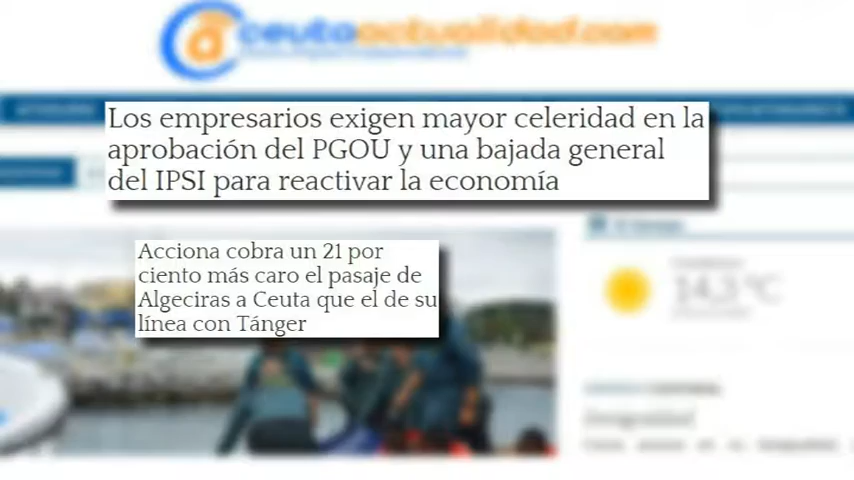 ceutaactualidad.com
Los empresarios exigen mayor celeridad en la
aprobación del PGOU y una bajada general
del IPSI para reactivar la economía
Acciona cobra un 21 por
ciento más caro el pasaje de
Algeciras a Ceuta que el de su
línea con Tánger
14,3 °C